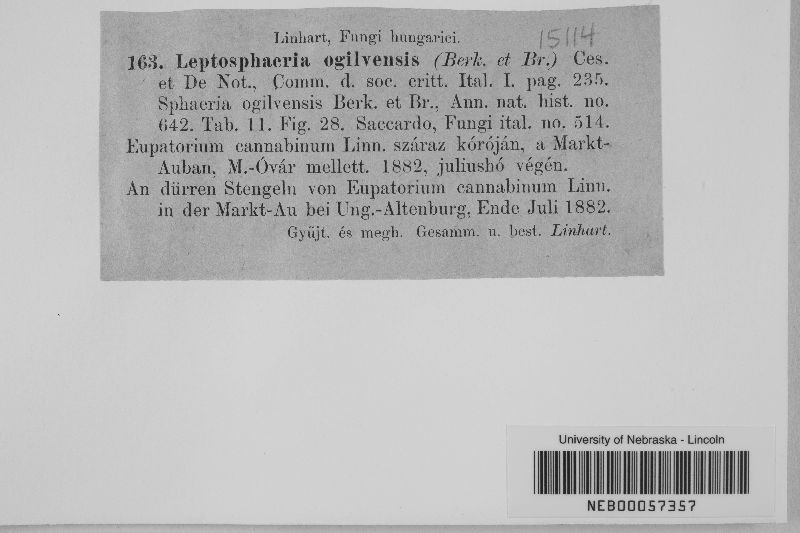 Linhart, Fungi hungarici.
15114
163. Leptosphaeria ogilvensis (Berk. et Br.) Ces.
et De Not., Comm. d. soc. critt. Ital. I. pag. 235.
Sphaeria ogilvensis Berk. et Br., Ann. nat. hist. no.
642. Tab. 11. Fig. 28. Saccardo, Fungi ital. no. 514.
Eupatorium cannabinum Linn. száraz kóróján, a Markt-
Auban, M.-Óvár mellett. 1882, juliushó végén.
An dürren Stengeln von Eupatorium cannabinum Linn.
in der Markt-Au bei Ung.-Altenburg, Ende Juli 1882.
Gyűjt. és megh. Gesamm. u. best. Linhart.
University of Nebraska - Lincoln
NEB00057357